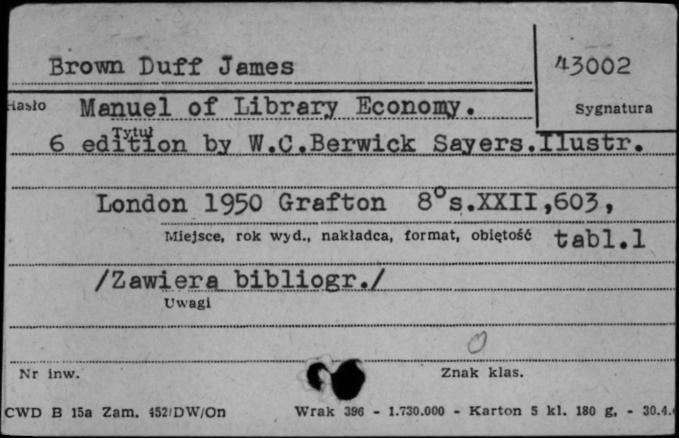 Brown Duff James
43002
Hasło
Manuel of Library Economy.
Sygnatura
Tytuł
6 edition by W.C.Berwick Sayers.Ilustr.
London 1950 Grafton 8°s.XXII,603,
Miejsce, rok wyd., nakładca, format, obiętość
tabl.l
/Zawiera bibliogr./
Uwagi
0
Nr inw.
Znak klas.
CWD B 15a Zam. 452/DW/On Wrak 396 - 1.730.000 - Karton 5 kl. 180 g. - 30.4.